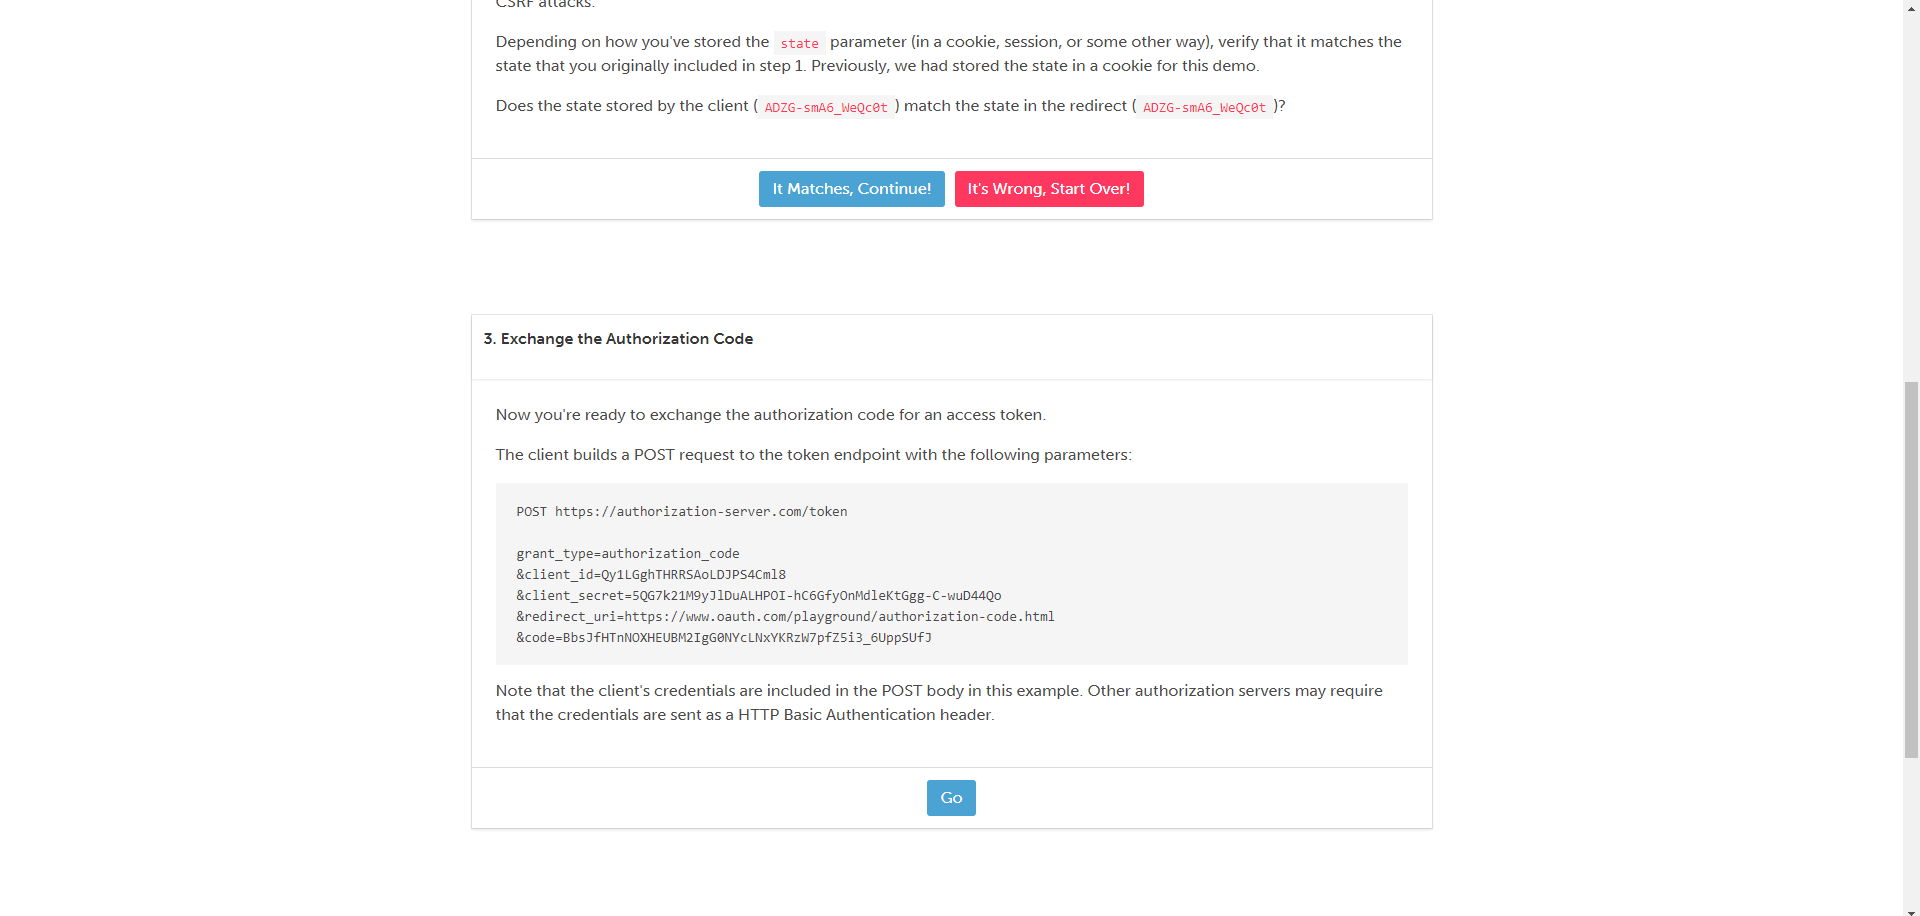 CSRF attacks.
Depending on how you've stored the state parameter (in a cookie, session, or some other way), verify that it matches the
state that you originally included in step 1. Previously, we had stored the state in a cookie for this demo.
Does the state stored by the client ( ADZG-smA6_WeQc0t ) match the state in the redirect ( ADZG-smA6_WeQc0t )?
It Matches, Continue! It's Wrong, Start Over!
3. Exchange the Authorization Code
Now you're ready to exchange the authorization code for an access token.
The client builds a POST request to the token endpoint with the following parameters:
POST https://authorization-server.com/token
grant_type=authorization_code
&client_id=Qy1LGghTHRRSAoLDJPS4Cml8
&client_secret=5QG7k21M9yJlDuALHPOI-hC6GfyOnMdleKtGgg-C-wuD44Qo
&redirect_uri=https://www.oauth.com/playground/authorization-code.html
&code=BbsJfHTnNOXHEUBM2IgG0NYcLNxYKRzW7pfZ5i3_6UppSUfJ
Note that the client's credentials are included in the POST body in this example. Other authorization servers may require
that the credentials are sent as a HTTP Basic Authentication header.
Go